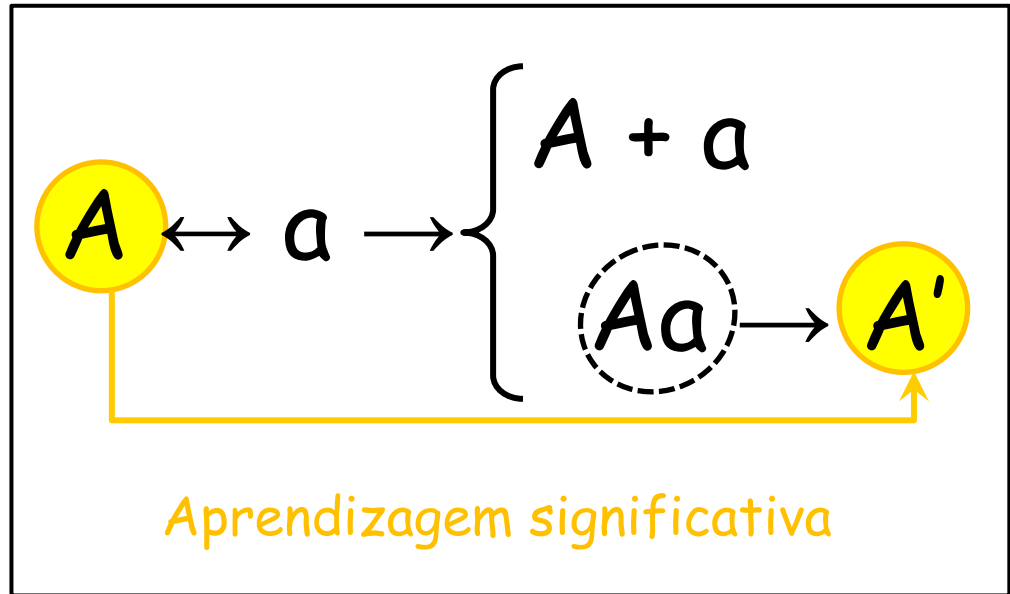 A + a
A ↔ a →
Aa → A'
Aprendizagem significativa